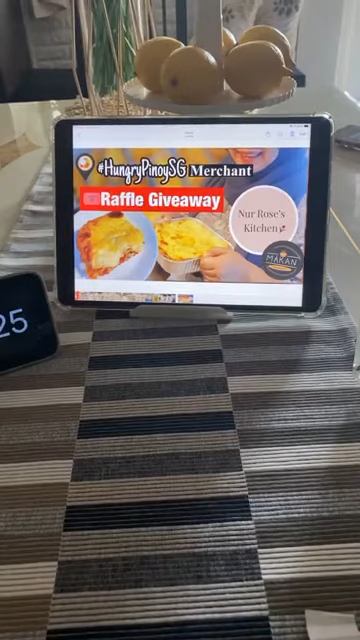 #HungryPinoySG Merchant
Raffle Giveaway
Nur Rose's
Kitchen
MAKAN
25